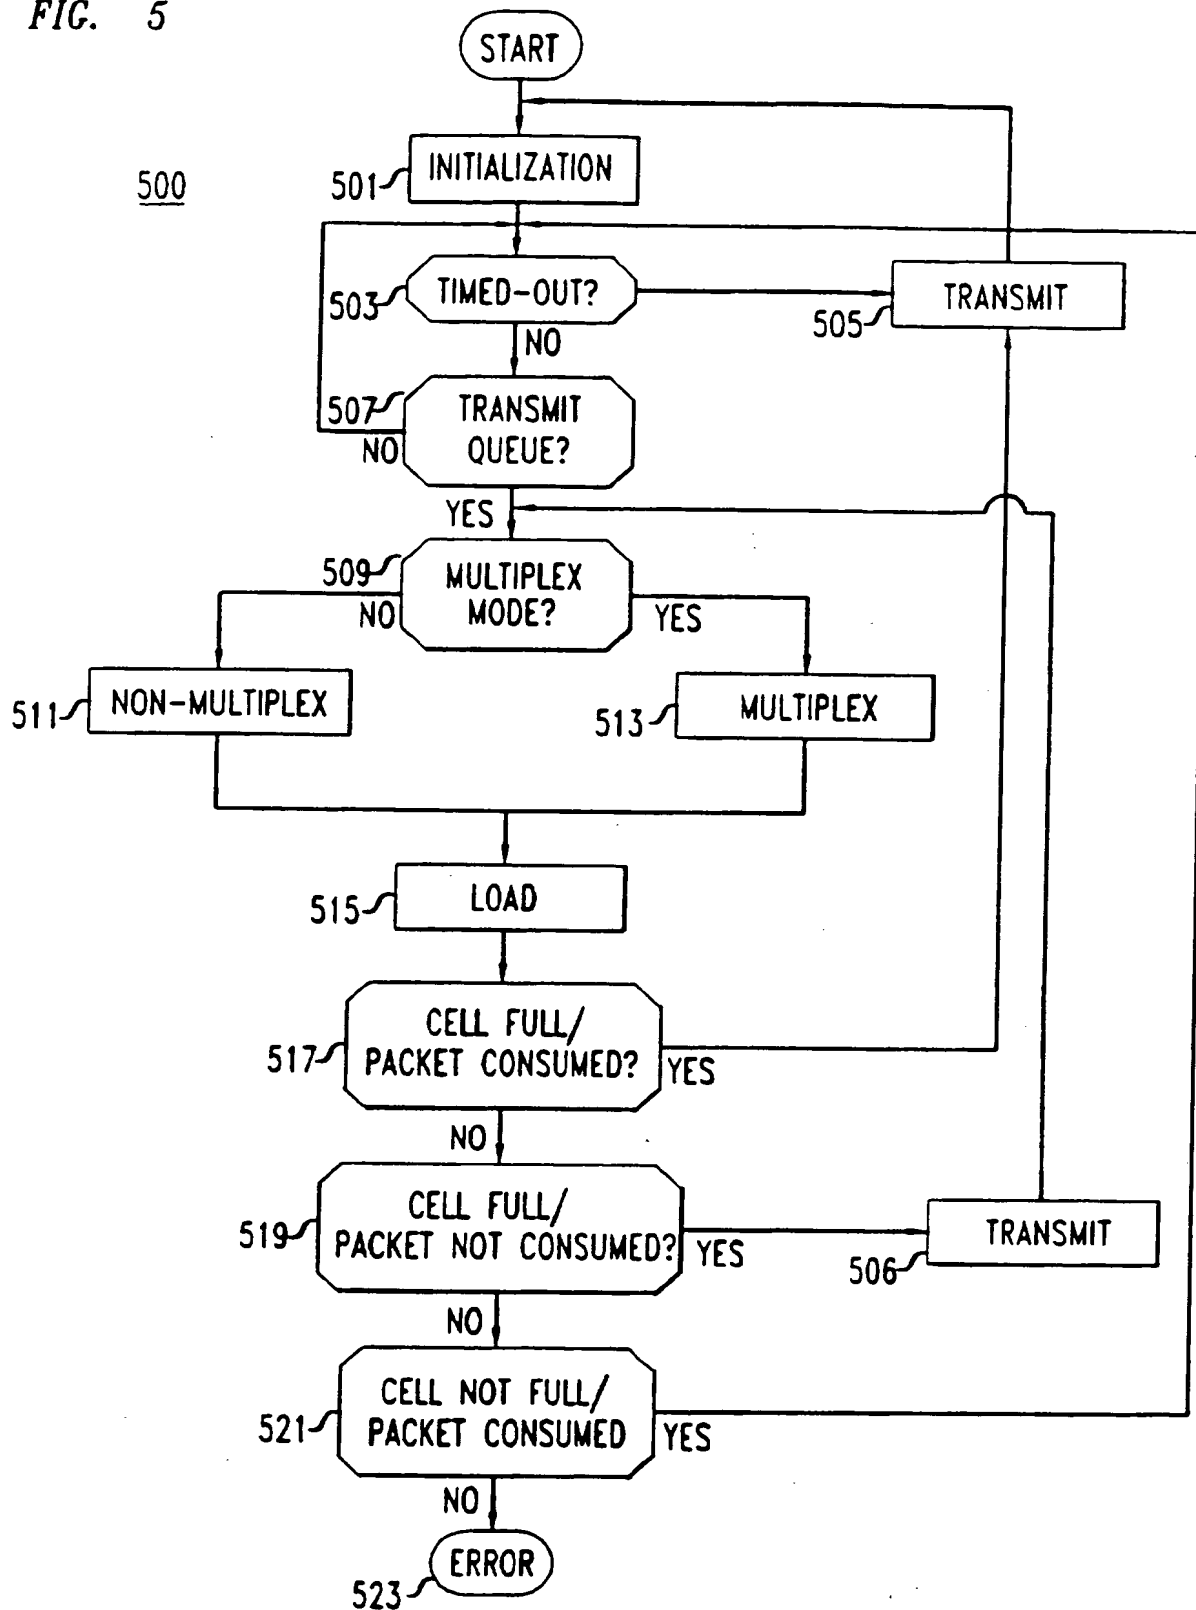 FIG. 5
START
500
501
INITIALIZATION
503
TIMED-OUT?
505
TRANSMIT
NO
507
TRANSMIT
QUEUE?
NO
YES
509
MULTIPLEX
MODE?
NO
YES
511
NON-MULTIPLEX
513
MULTIPLEX
515
LOAD
517
CELL FULL/
PACKET CONSUMED?
YES
NO
519
CELL FULL/
PACKET NOT CONSUMED?
YES
506
TRANSMIT
NO
521
CELL NOT FULL/
PACKET CONSUMED
YES
NO
ERROR
523